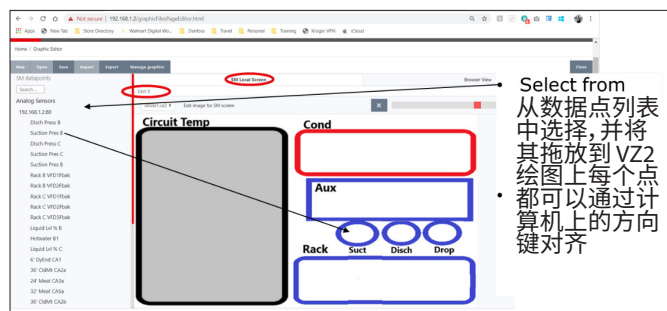 Not secure | 192.168.1.2/graphicFilesPageEditor.html
Apps New Tab Store Directory Walmart Digital Wo... Danfoss Travel Personal Training Kroger VPN iCloud
Home / Graphic Editor
New Open Save Import Export Manage graphics Close
SM datapoints
SM Local Screen
Browser View
Search...
Unit 0
Edit image for SM screen
Analog Sensors
192.168.1.2:80
Disch Press B
Suction Pres B
Disch Press C
Suction Pres C
Suction Pres B
Rack B VFD1Fbak
Rack B VFD2Fbak
Rack C VFD1Fbak
Rack C VFD2Fbak
Rack C VFD3Fbak
Liquid Lvl % B
Hotwater B1
Liquid Lvl % C
6' DyEnd CA1
36' CldMt CA2a
24' Meat CA3a
32' Meat CA5a
36' CldMt CA2b
Circuit Temp
Cond
Aux
Suct Disch Drop
Rack
• Select from
从数据点列表
中选择，并将
其拖放到 VZ2
绘图上每个点
• 都可以通过计
算机上的方向
键对齐